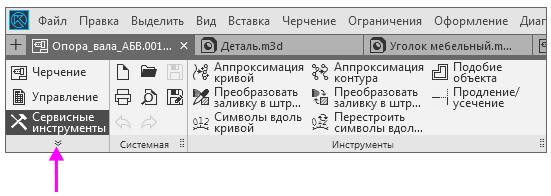 Файл Правка Выделить Вид Вставка Черчение Ограничения Оформление Диаг
Опора_вала_АБВ.001... Деталь.m3d Уголок мебельный.m...
Черчение
Управление
Сервисные
инструменты
Системная
Аппроксимация
кривой
Преобразовать
заливку в штр...
Символы вдоль
кривой
Аппроксимация
контура
Преобразовать
заливку в штр...
Перестроить
символы вдол...
Подобие
объекта
Продление/
усечение
Инструменты